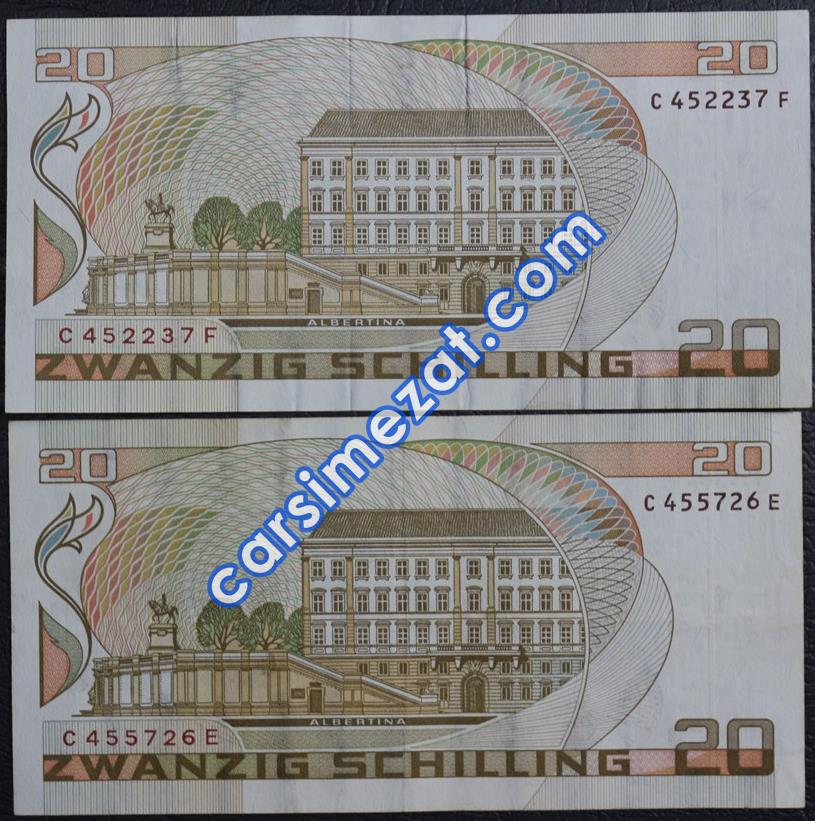 20 20
C 452237 F
ALBERTINA
C 452237 F
ZWANZIG SCHILLING 20
carsimezat.com
20 20
C 455726 E
ALBERTINA
C 455726 E
ZWANZIG SCHILLING 20